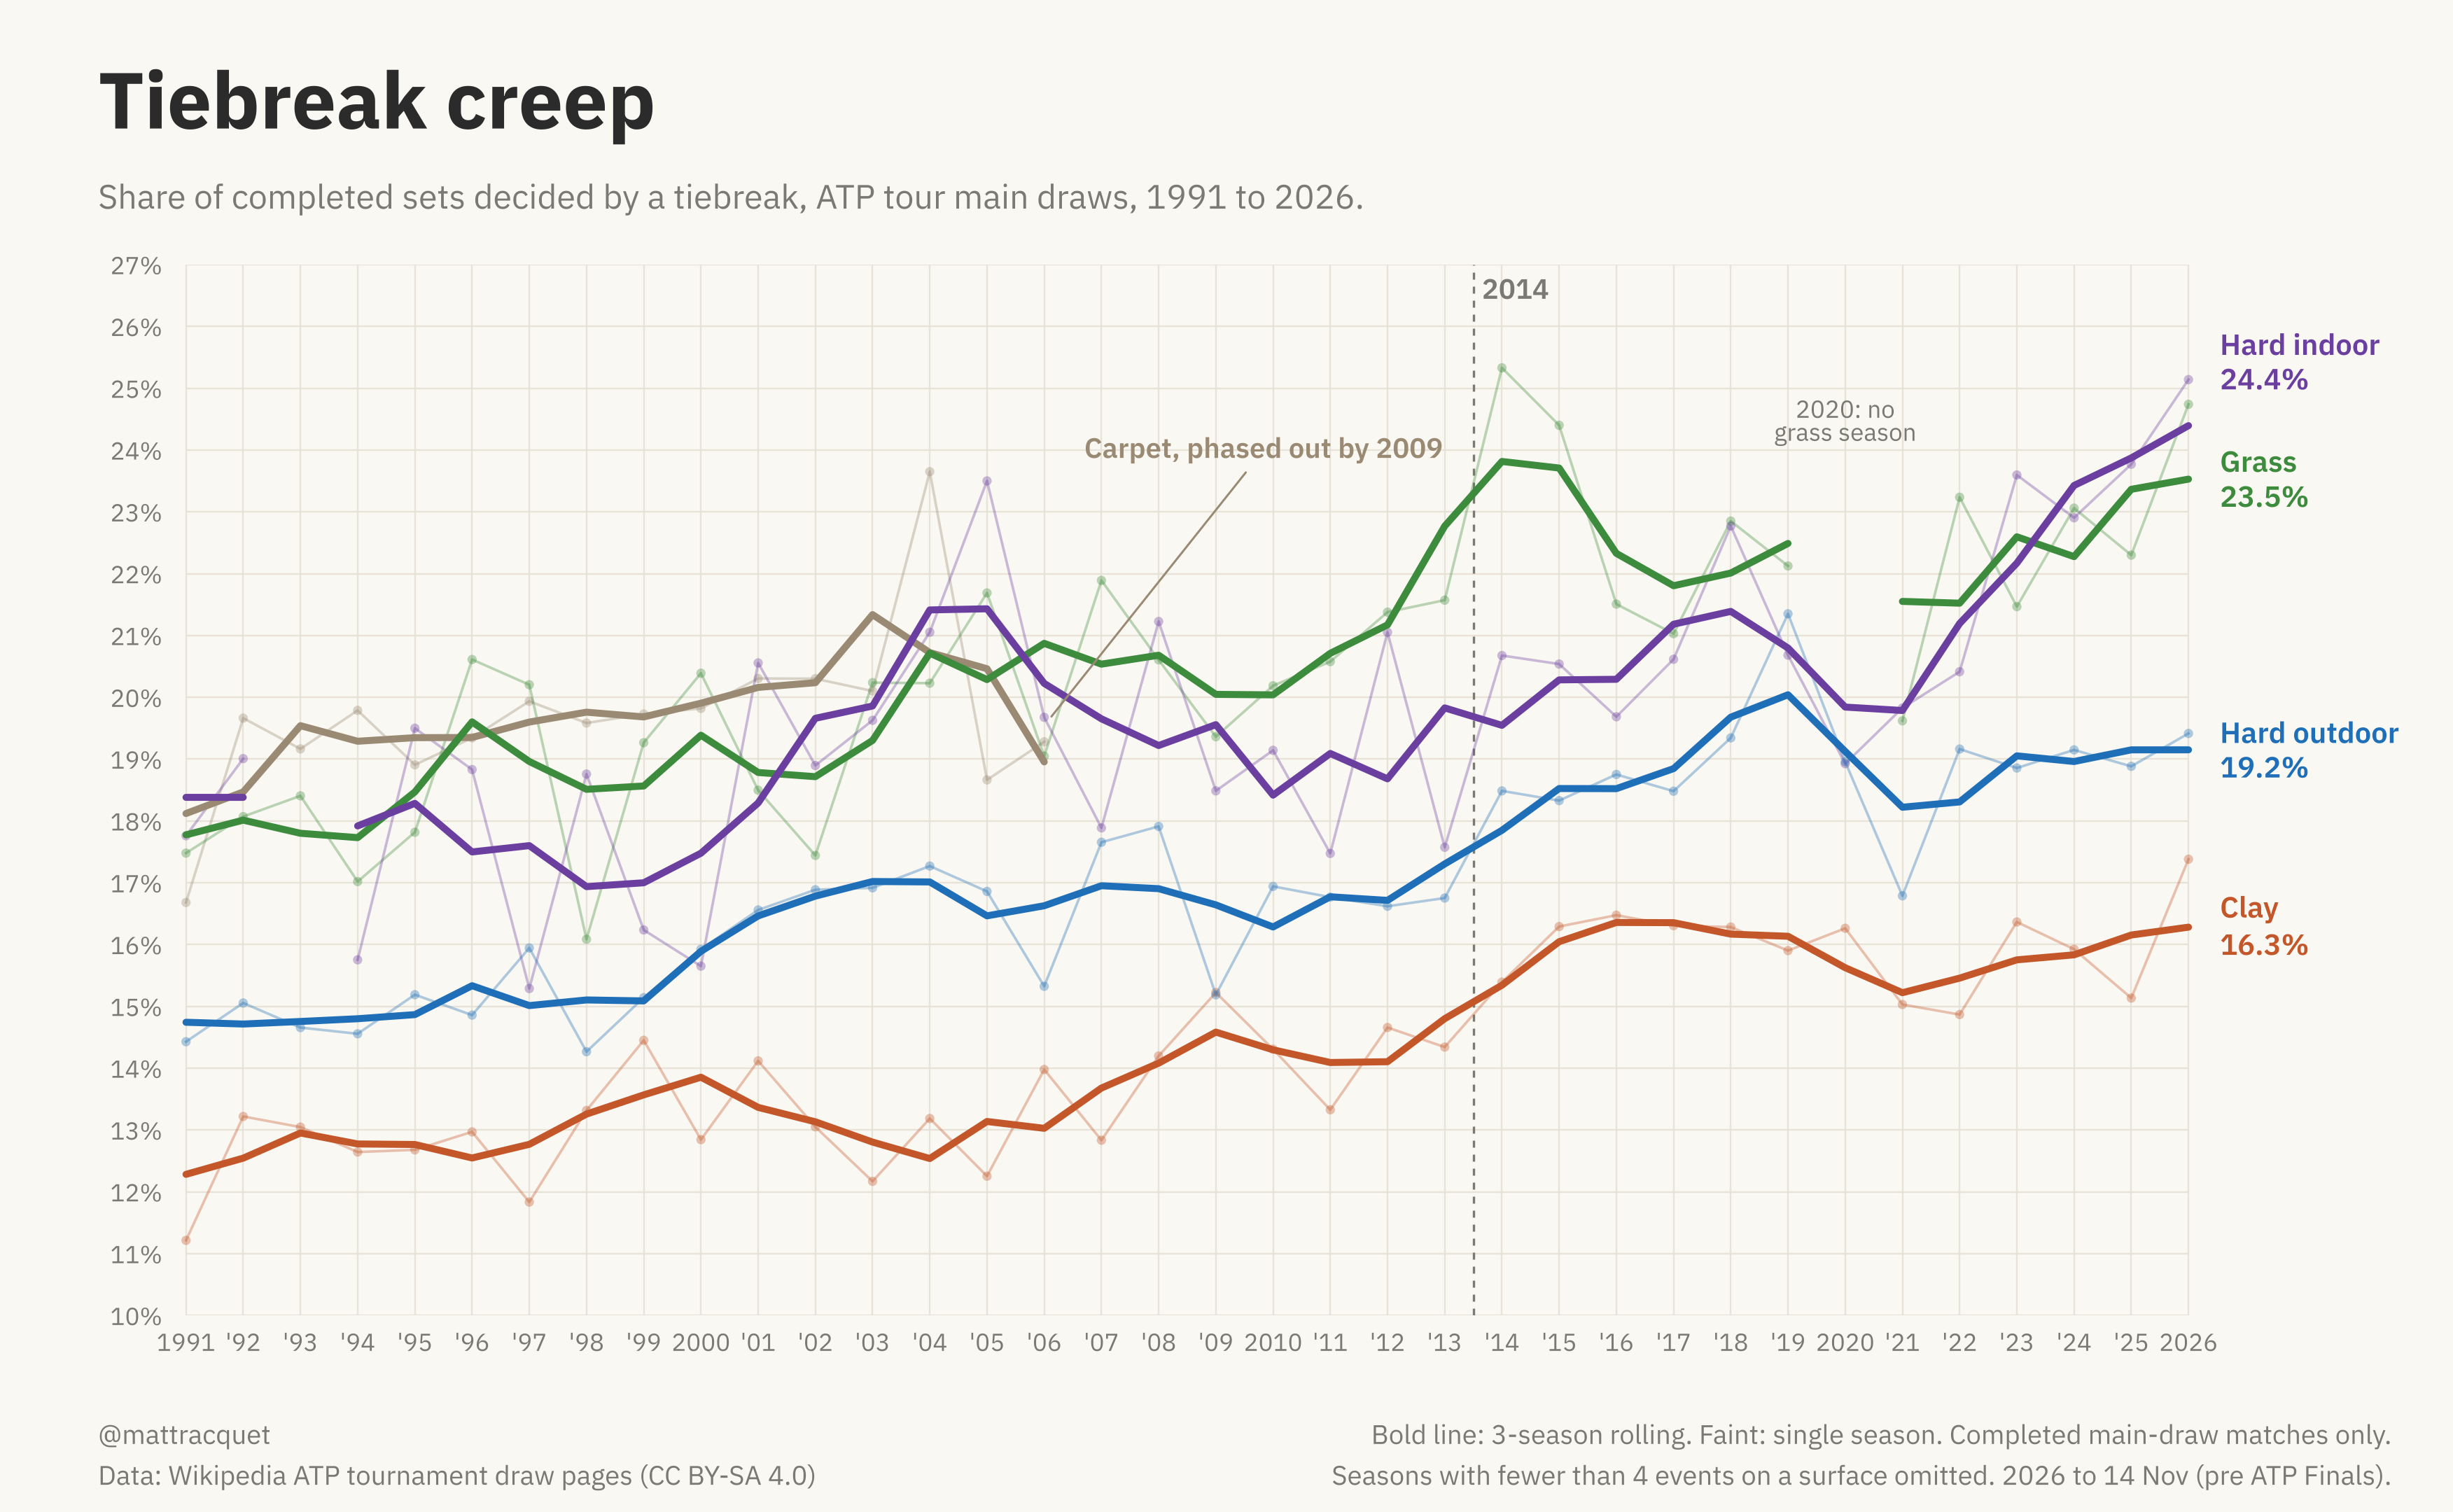 Tiebreak creep
Share of completed sets decided by a tiebreak, ATP tour main draws, 1991 to 2026.
27%
26%
25%
24%
23%
22%
21%
20%
19%
18%
17%
16%
15%
14%
13%
12%
11%
10%
2014
2020: no
grass season
Carpet, phased out by 2009
Hard indoor
24.4%
Grass
23.5%
Hard outdoor
19.2%
Clay
16.3%
1991 '92 '93 '94 '95 '96 '97 '98 '99 2000 '01 '02 '03 '04 '05 '06 '07 '08 '09 2010 '11 '12 '13 '14 '15 '16 '17 '18 '19 2020 '21 '22 '23 '24 '25 2026
@mattracquet
Data: Wikipedia ATP tournament draw pages (CC BY-SA 4.0)
Bold line: 3-season rolling. Faint: single season. Completed main-draw matches only.
Seasons with fewer than 4 events on a surface omitted. 2026 to 14 Nov (pre ATP Finals).